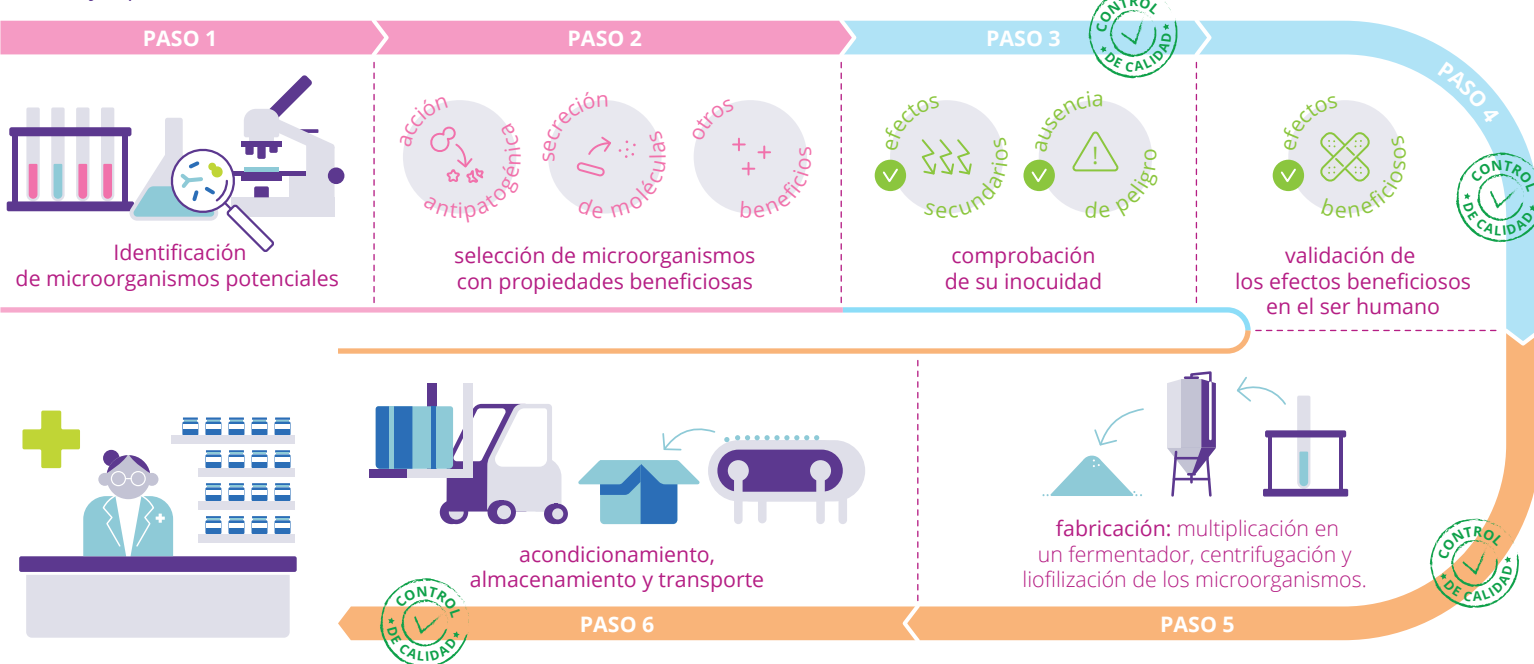 PASO 1
PASO 2
PASO 3
CONTROL
DE CALIDAD
PASO 4
acción
antipatogénica
secreción
de moléculas
otros
beneficios
efectos
secundarios
ausencia
de peligro
efectos
beneficiosos
CONTROL
DE CALIDAD
Identificación
de microorganismos potenciales
selección de microorganismos
con propiedades beneficiosas
comprobación
de su inocuidad
validación de
los efectos beneficiosos
en el ser humano
fabricación: multiplicación en
un fermentador, centrifugación y
liofilización de los microorganismos.
CONTROL
DE CALIDAD
PASO 5
acondicionamiento,
almacenamiento y transporte
CONTROL
DE CALIDAD
PASO 6